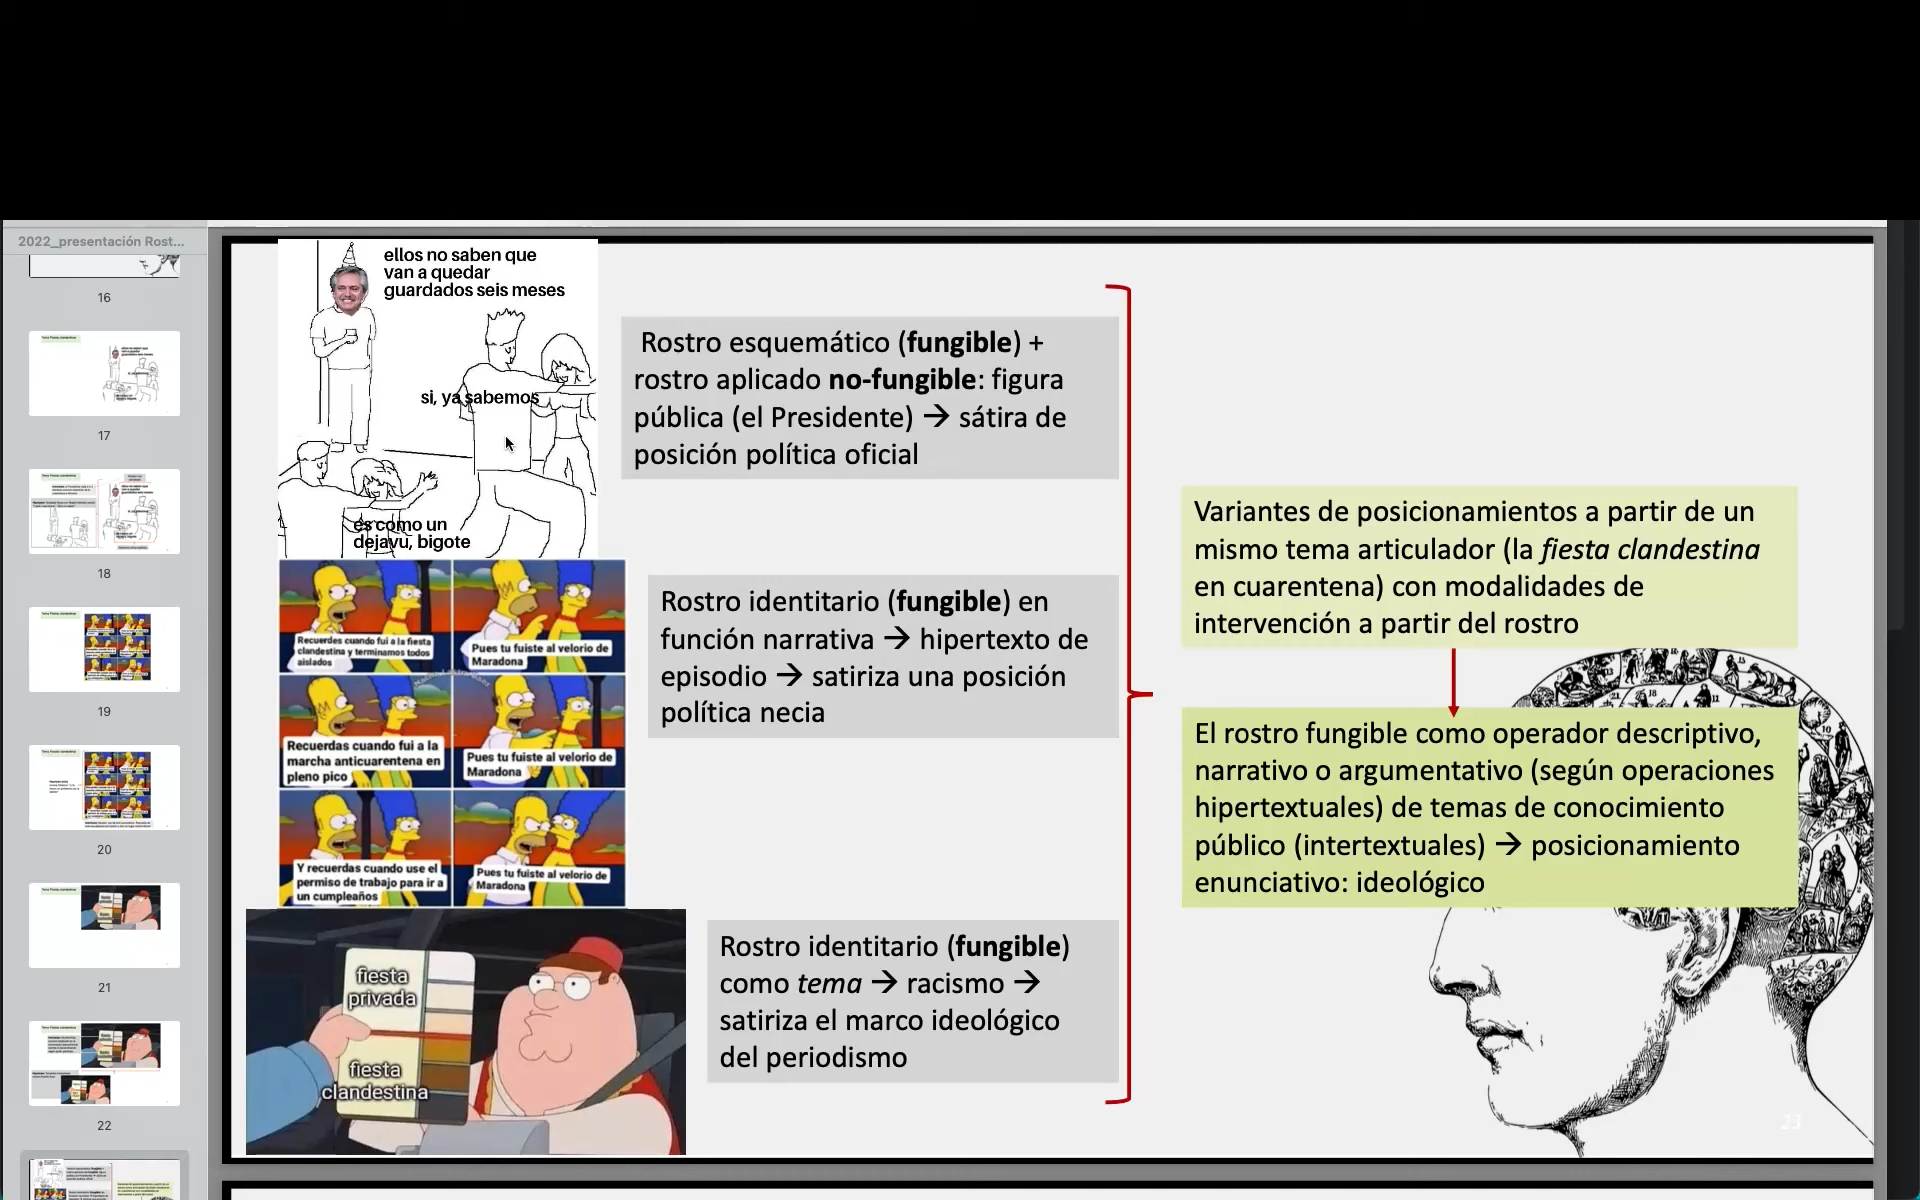 2022_presentación Rost...
16
17
18
19
20
21
22
ellos no saben que
van a quedar
guardados seis meses
si, ya sabemos
es como un
dejavu, bigote
Rostro esquemático (fungible) +
rostro aplicado no-fungible: figura
pública (el Presidente) → sátira de
posición política oficial
Recuerdes cuando fui a la fiesta
clandestina y terminamos todos
aislados
Pues tu fuiste al velorio de
Maradona
Recuerdas cuando fui a la
marcha anticuarentena en
pleno pico
Pues tu fuiste al velorio de
Maradona
Y recuerdas cuando use el
permiso de trabajo para ir a
un cumpleaños
Pues tu fuiste al velorio de
Maradona
Rostro identitario (fungible) en
función narrativa → hipertexto de
episodio → satiriza una posición
política necia
fiesta
privada
fiesta
clandestina
Rostro identitario (fungible)
como tema → racismo →
satiriza el marco ideológico
del periodismo
Variantes de posicionamientos a partir de un
mismo tema articulador (la fiesta clandestina
en cuarentena) con modalidades de
intervención a partir del rostro
El rostro fungible como operador descriptivo,
narrativo o argumentativo (según operaciones
hipertextuales) de temas de conocimiento
público (intertextuales) → posicionamiento
enunciativo: ideológico
23